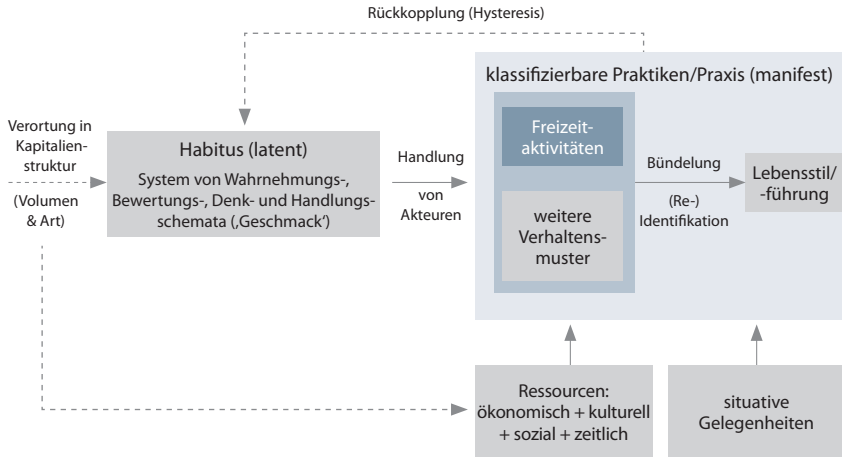 Rückkopplung (Hysteresis)
klassifizierbare Praktiken/Praxis (manifest)
Verortung in
Kapitalien-
struktur
(Volumen
& Art)
Habitus (latent)
System von Wahrnehmungs-,
Bewertungs-, Denk- und Handlungs-
schemata (‚Geschmack‘)
Handlung
von
Akteuren
Freizeit-
aktivitäten
weitere
Verhaltens-
muster
Bündelung
(Re-)
Identifikation
Lebensstil/
-führung
Ressourcen:
ökonomisch + kulturell
+ sozial + zeitlich
situative
Gelegenheiten